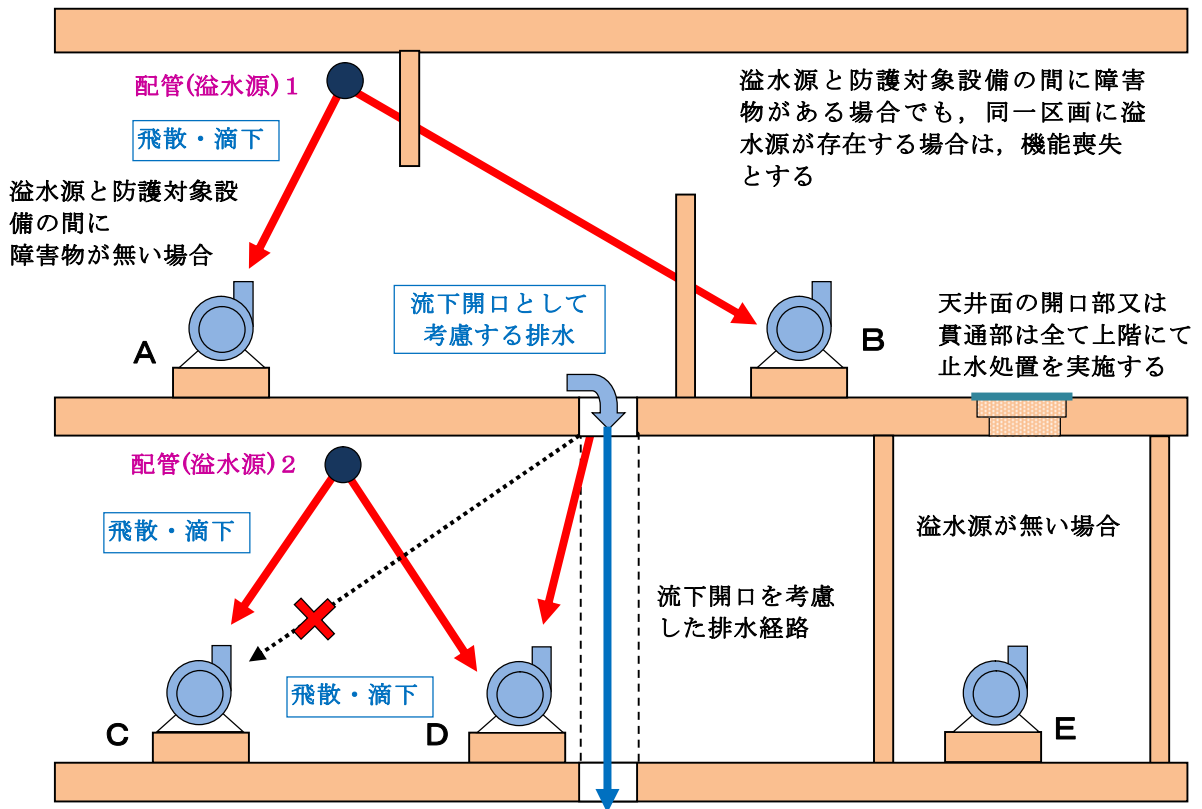 配管(溢水源)1
飛散・滴下
溢水源と防護対象設
備の間に
障害物が無い場合
溢水源と防護対象設備の間に障害
物がある場合でも，同一区画に溢
水源が存在する場合は，機能喪失
とする
流下開口として
考慮する排水
天井面の開口部又は
貫通部は全て上階にて
止水処置を実施する
A
B
配管(溢水源)2
飛散・滴下
溢水源が無い場合
流下開口を考慮
した排水経路
飛散・滴下
C
D
E